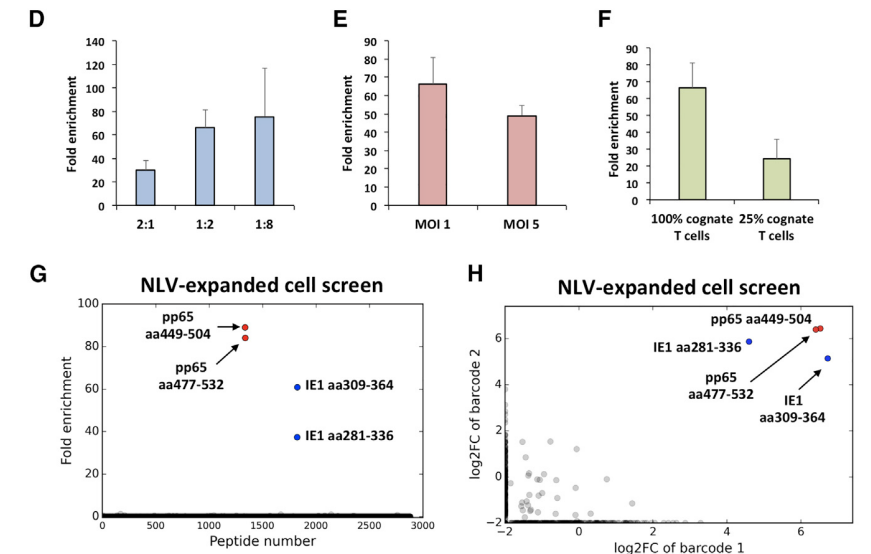 D
140
120
100
80
60
40
20
0
Fold enrichment
2:1
1:2
1:8
E
90
80
70
60
50
40
30
20
10
0
Fold enrichment
MOI 1
MOI 5
F
90
80
70
60
50
40
30
20
10
0
Fold enrichment
100% cognate
T cells
25% cognate
T cells
G
NLV-expanded cell screen
100
80
60
40
20
0
Fold enrichment
pp65
aa449-504
pp65
aa477-532
IE1 aa309-364
IE1 aa281-336
0
500
1000
1500
2000
2500
3000
Peptide number
H
NLV-expanded cell screen
6
4
2
0
−2
log2FC of barcode 2
pp65 aa449-504
IE1 aa281-336
pp65
aa477-532
IE1
aa309-364
−2
0
2
4
6
log2FC of barcode 1